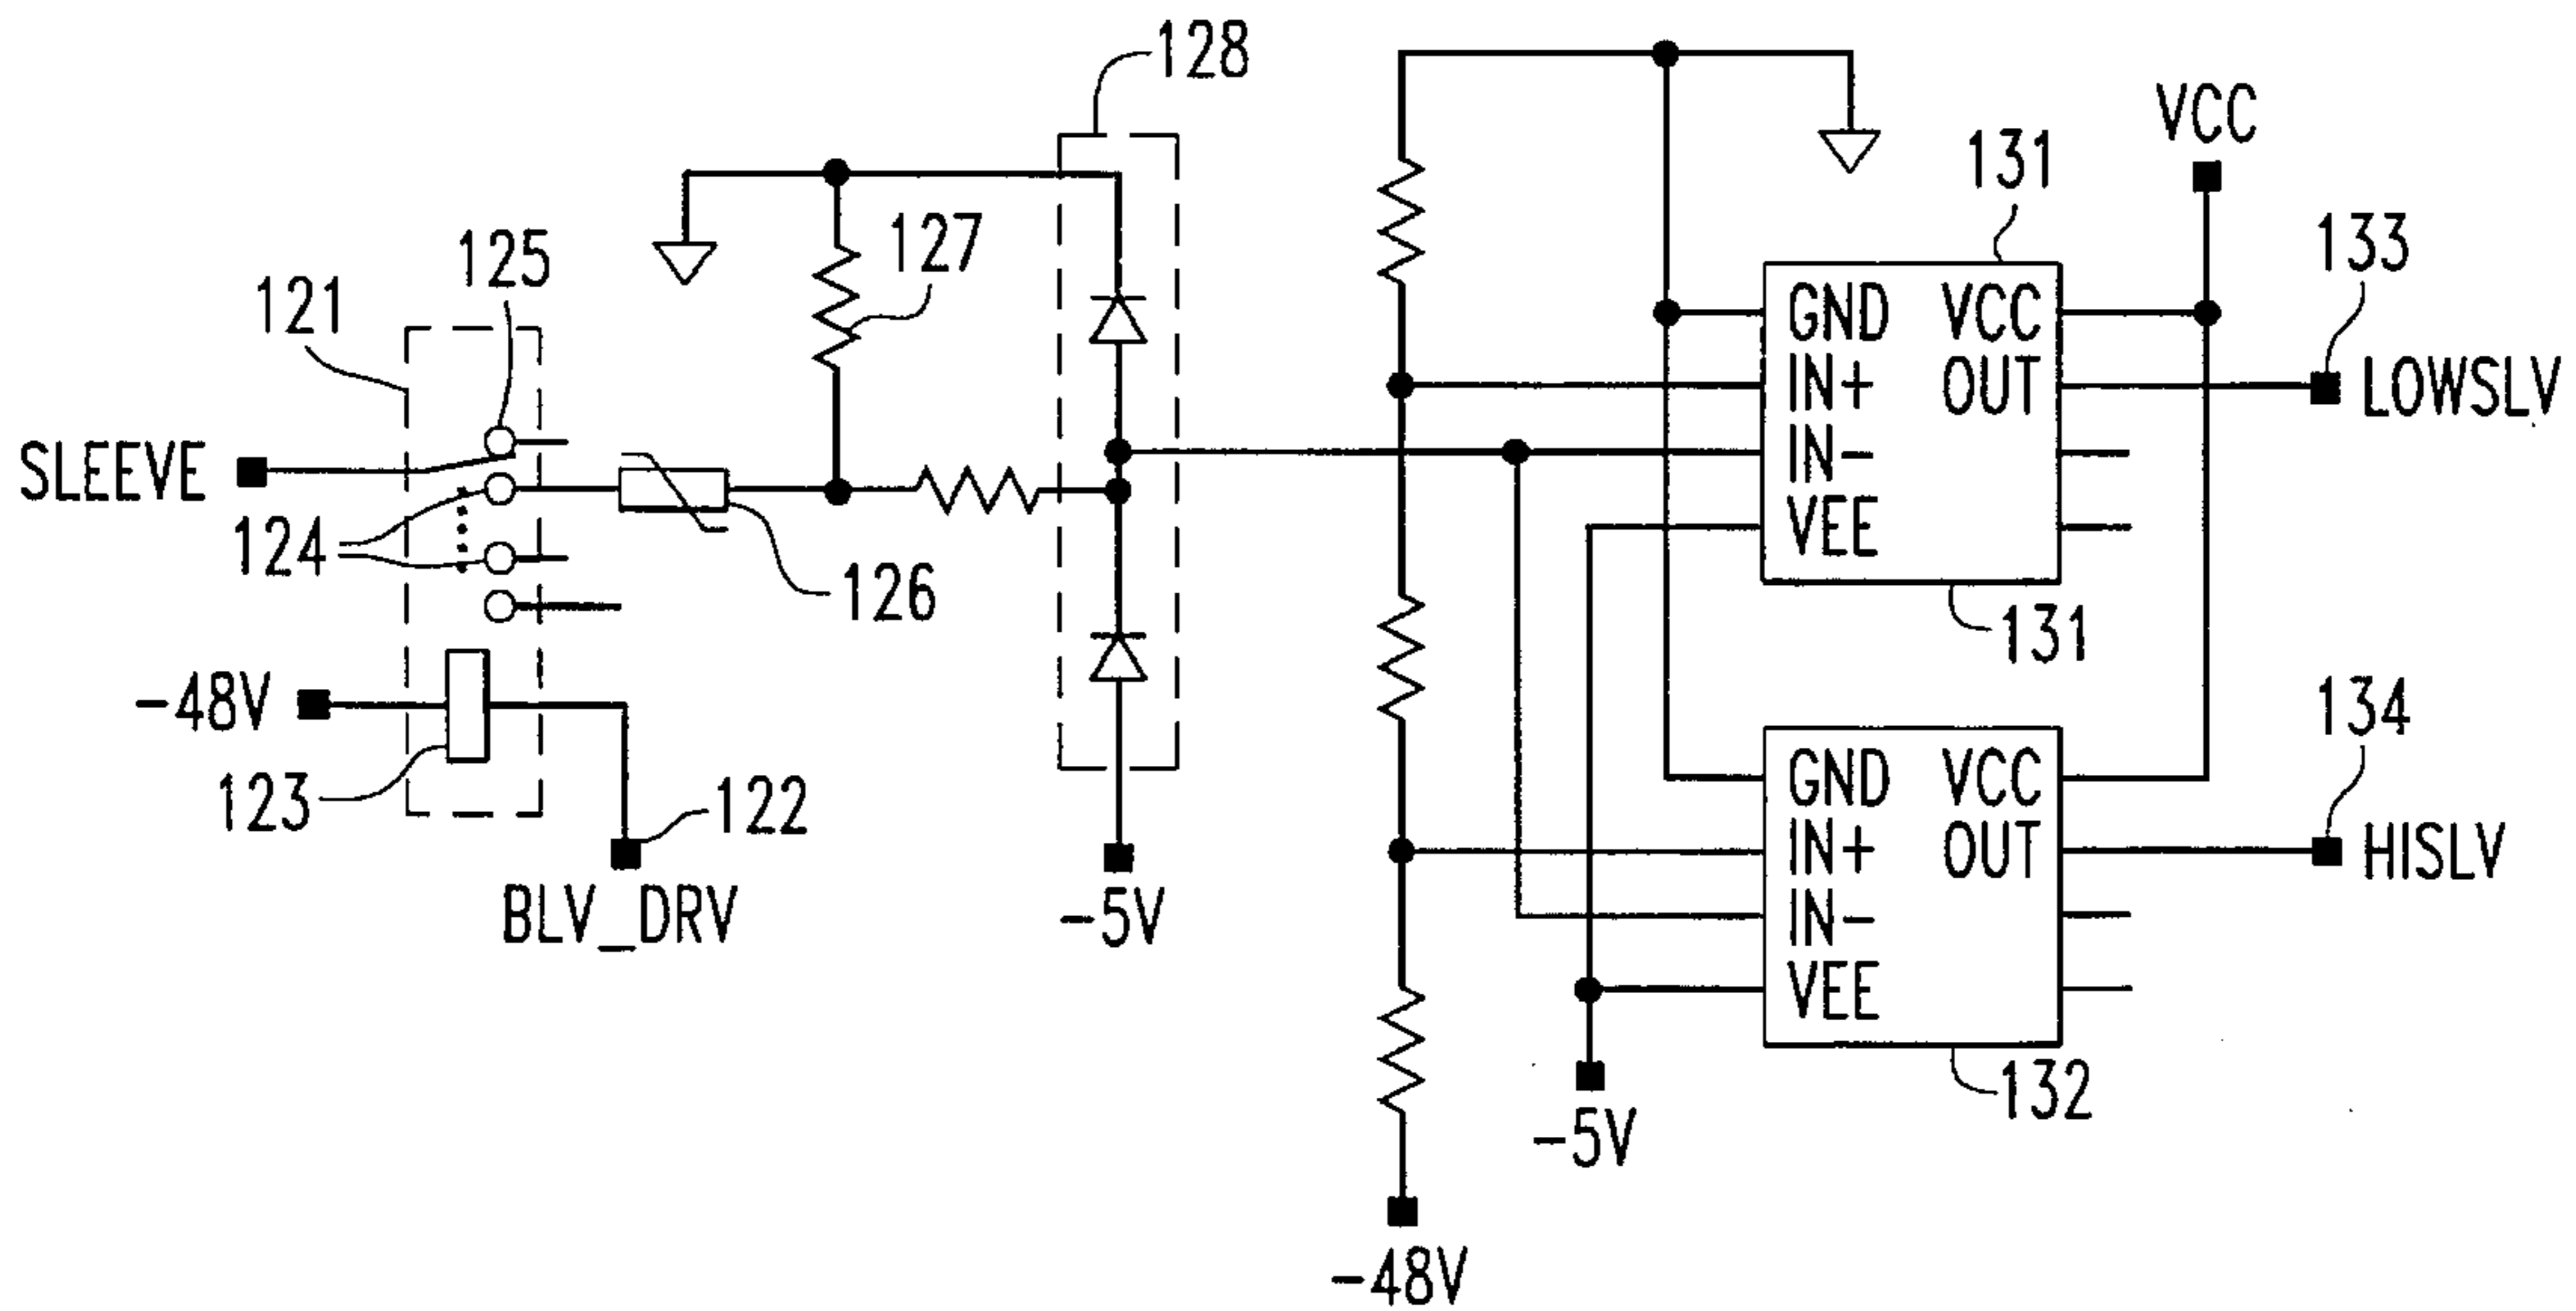 128
VCC
131
127
133
125
121
GND VCC
IN+ OUT
IN-
VEE
LOWSLV
SLEEVE
124
126
131
-48V
134
123
122
GND VCC
IN+ OUT
IN-
VEE
HISLV
BLV_DRV
-5V
132
-5V
-48V